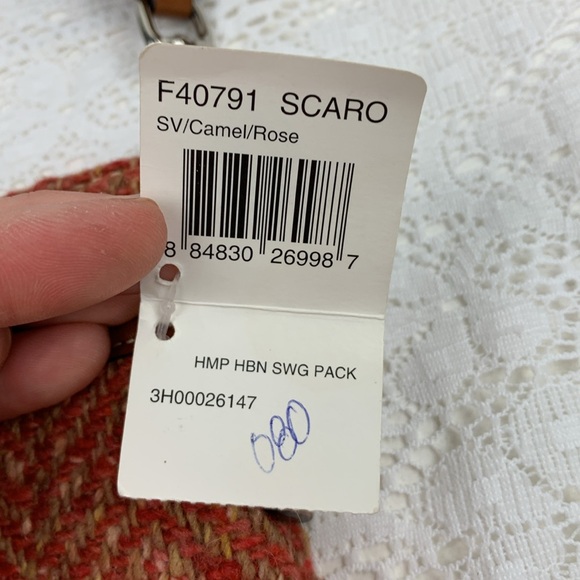 F40791 SCARO
SV/Camel/Rose
8 84830 26998 7
HMP HBN SWG PACK
3H00026147
080